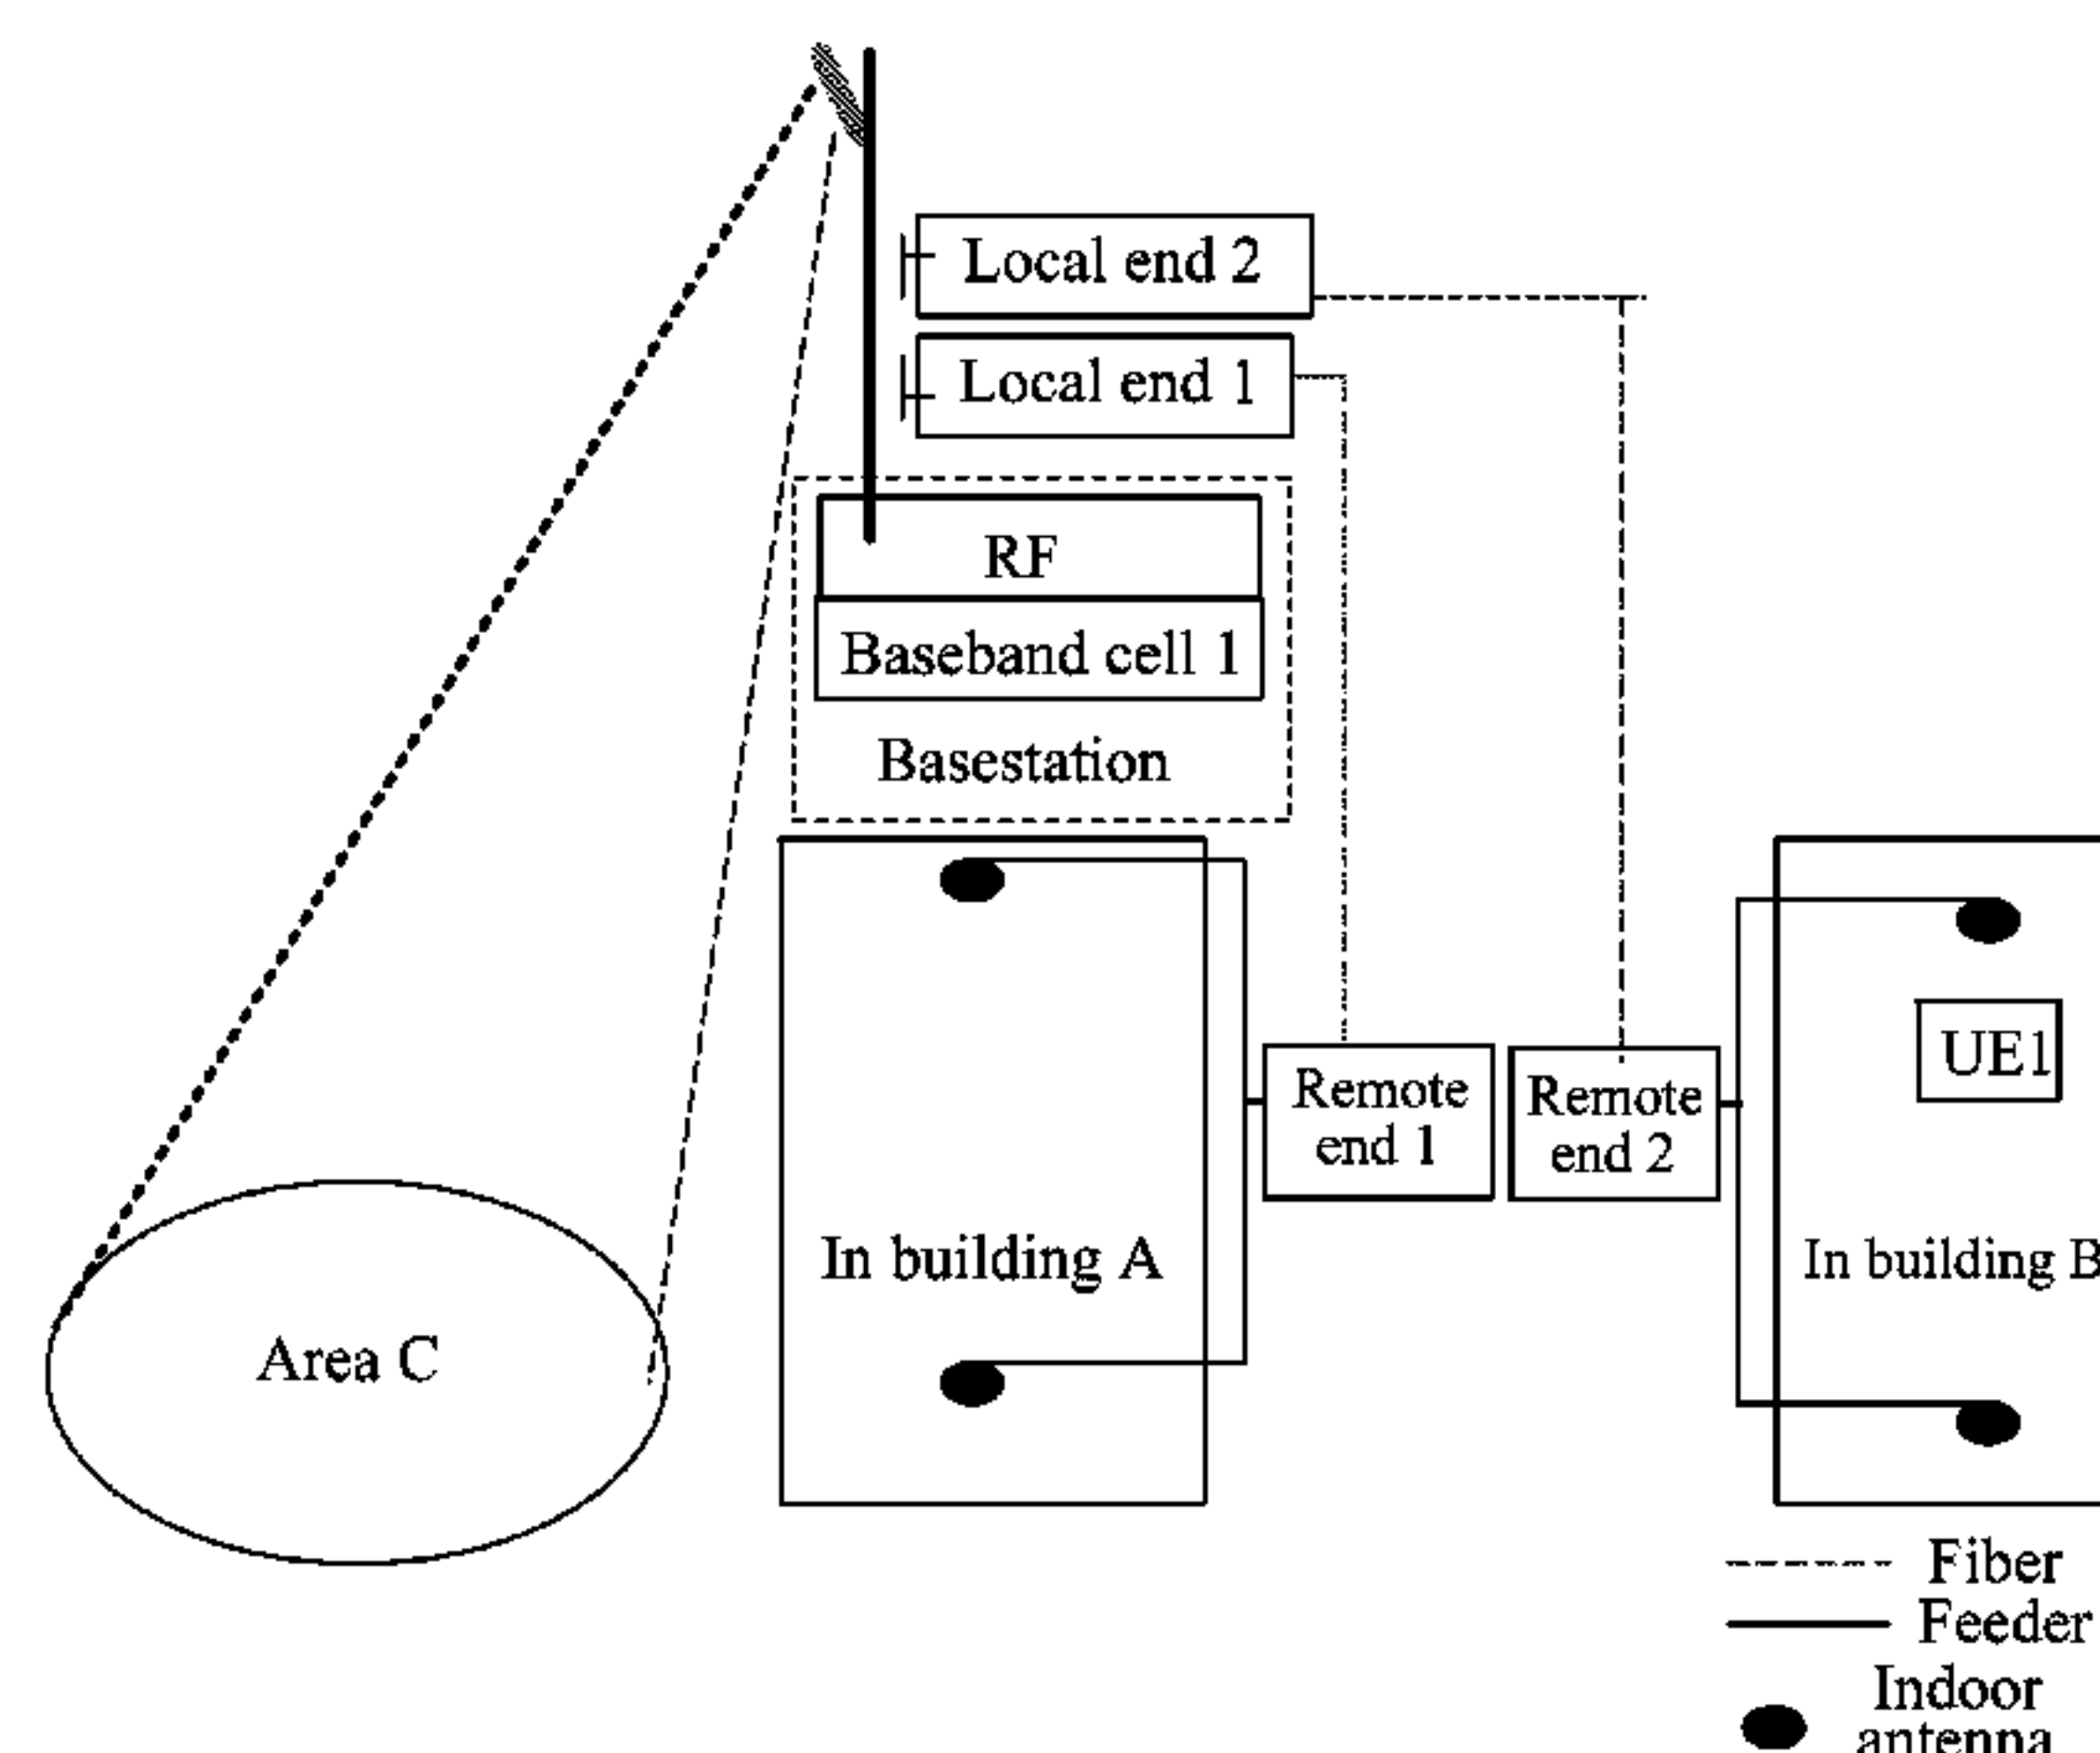 Local end 2
Local end 1
RF
Baseband cell 1
Basestation
UE1
Remote
end 1
Remote
end 2
In building A
In building B
Area C
Fiber
Feeder
Indoor
antenna